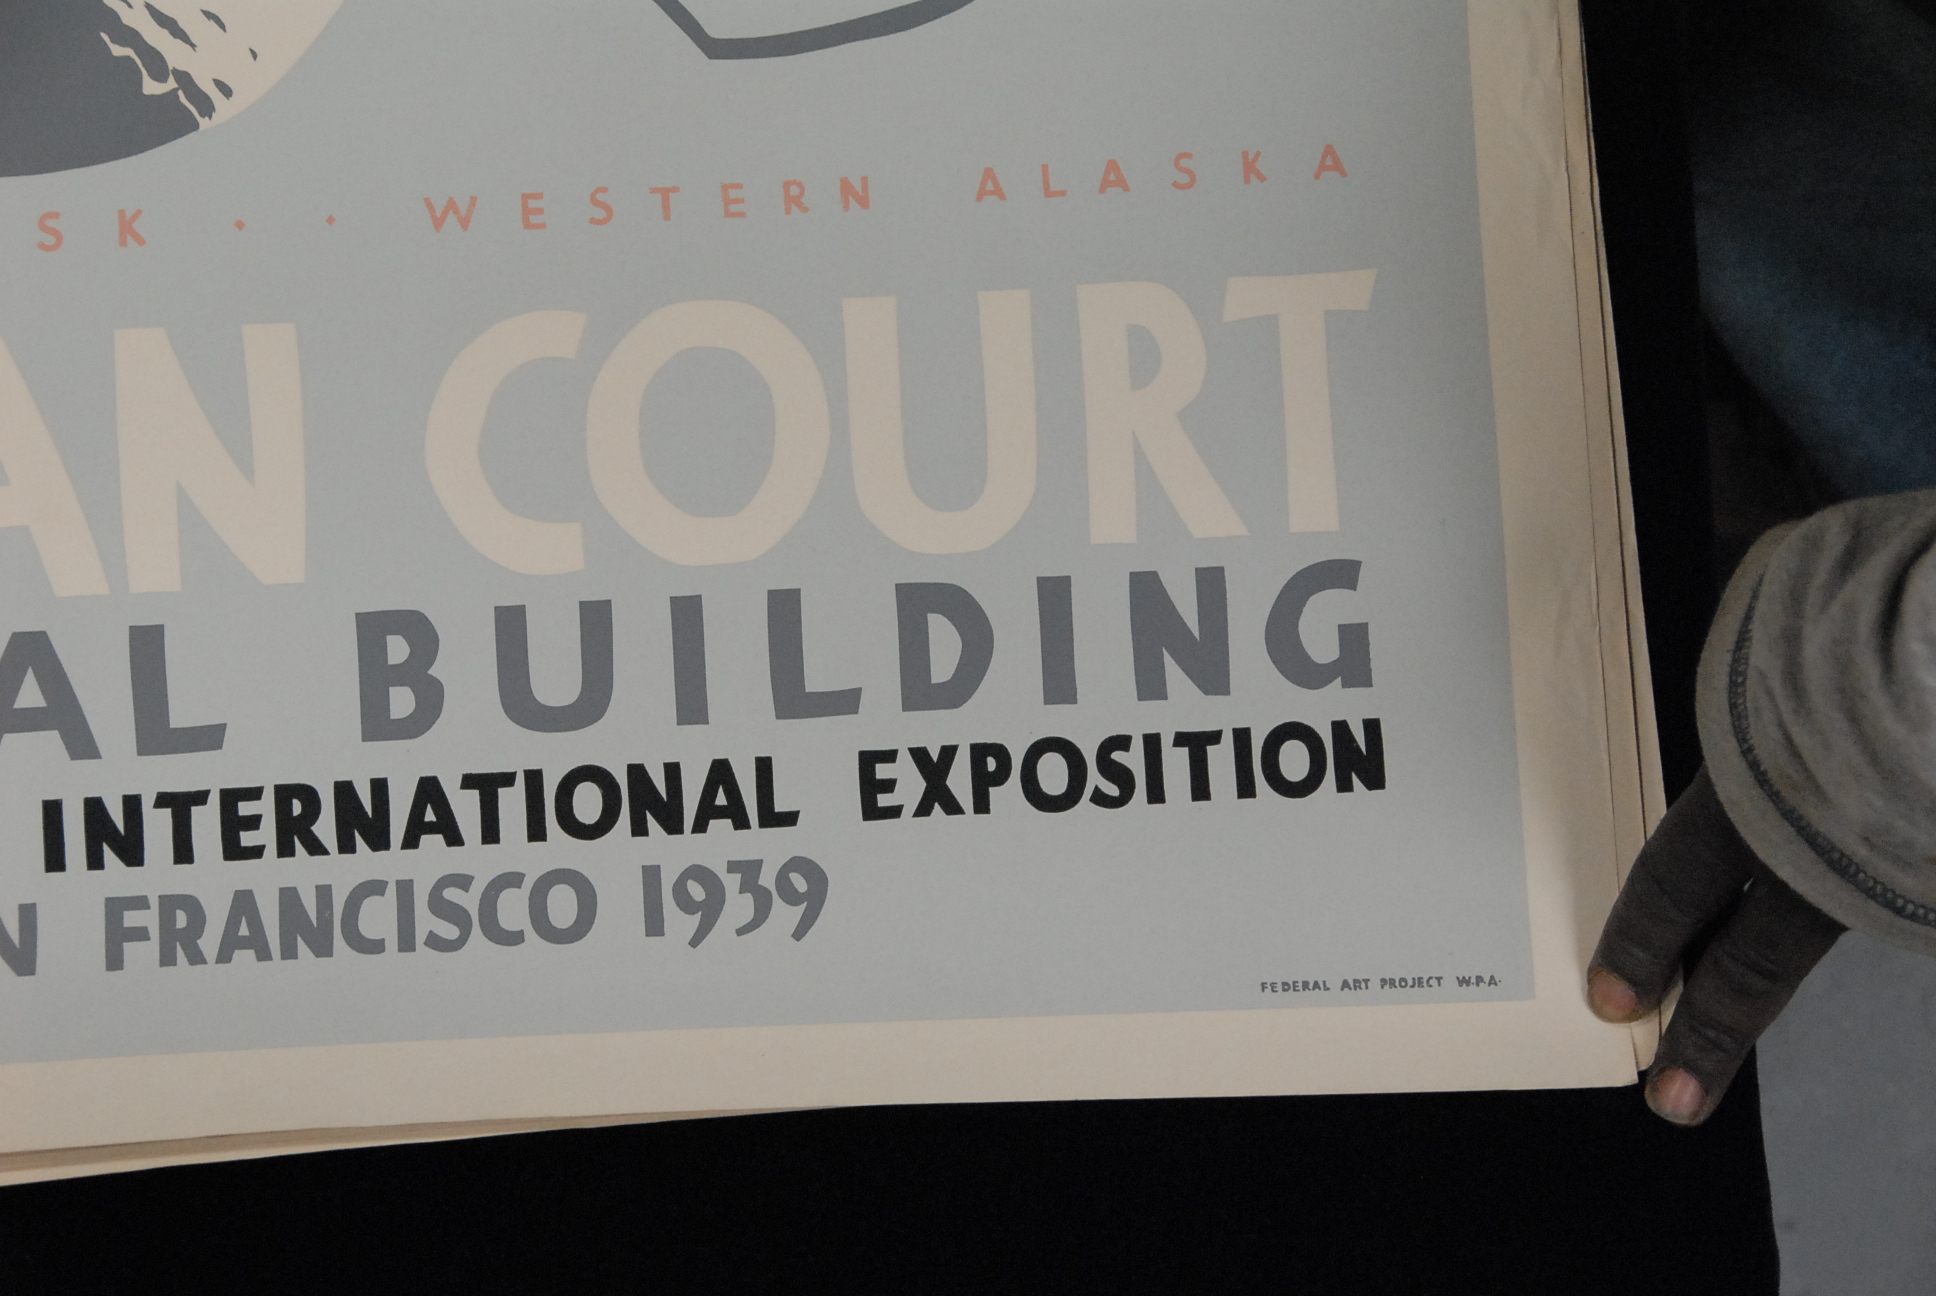 SK · · WESTERN ALASKA
AN COURT
AL BUILDING
INTERNATIONAL EXPOSITION
N FRANCISCO 1939
FEDERAL ART PROJECT W.P.A.